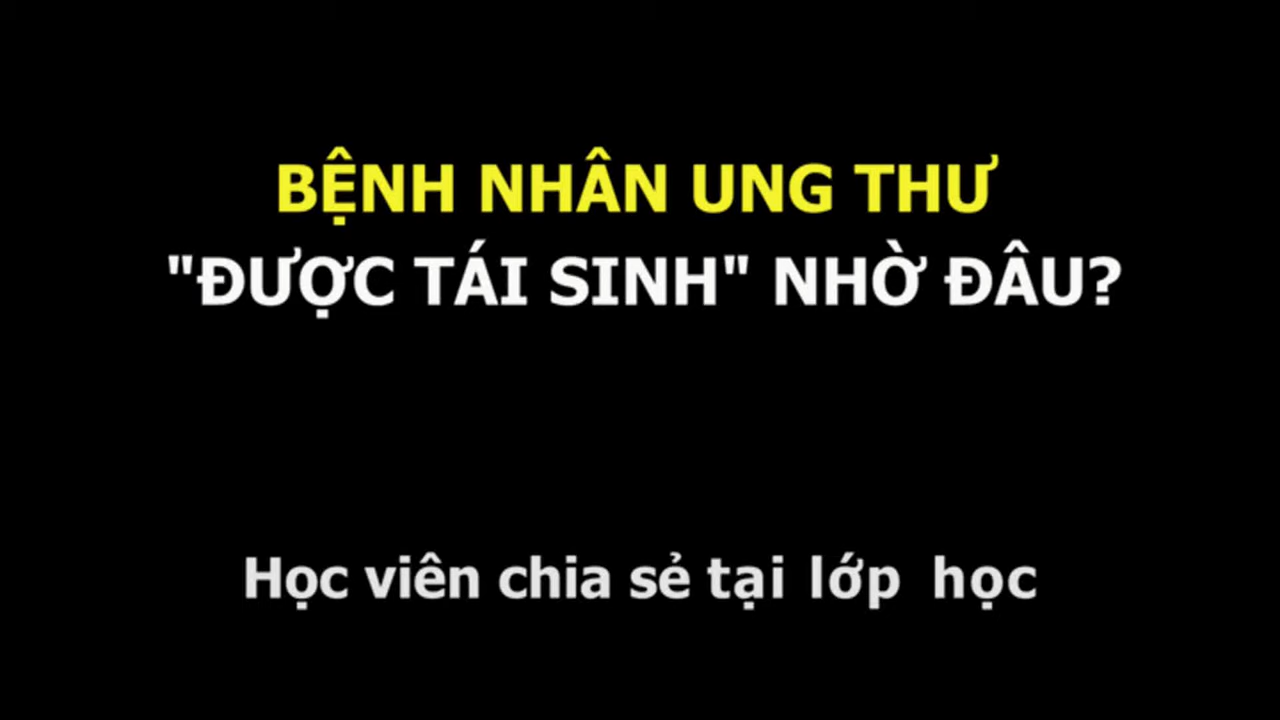 BỆNH NHÂN UNG THƯ
"ĐƯỢC TÁI SINH" NHỜ ĐÂU?
Học viên chia sẻ tại lớp học